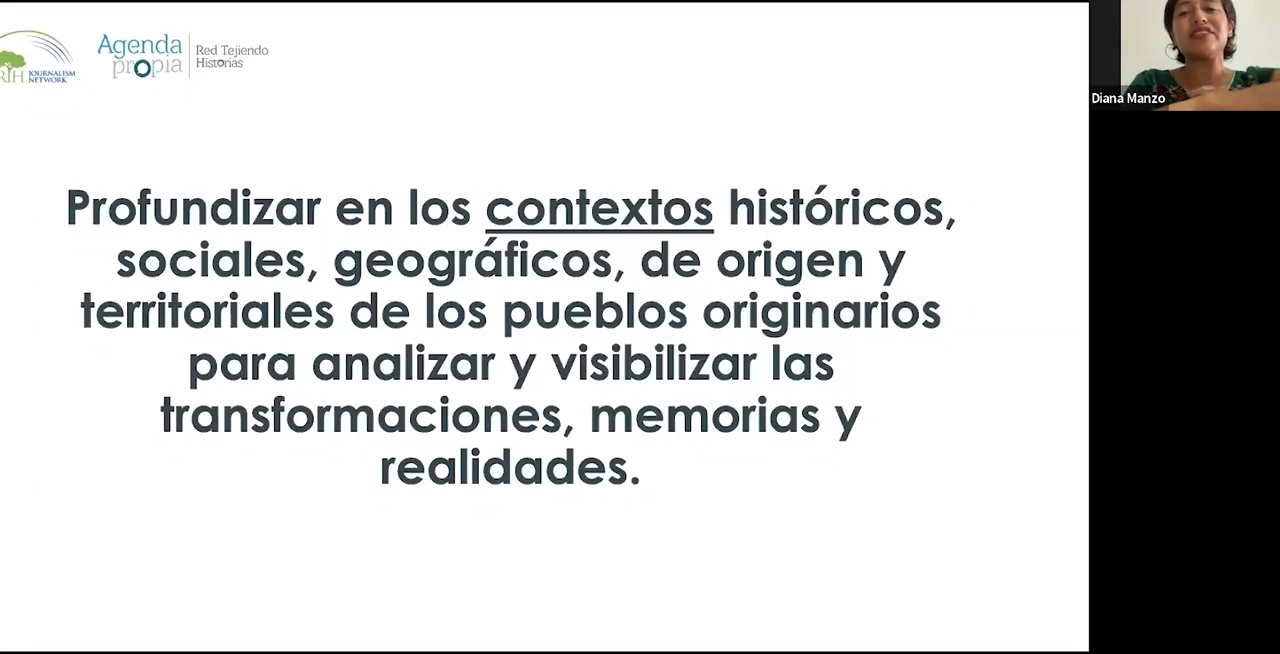 JOURNALISM
NETWORK
Agenda
propia
Red Tejiendo
Historias
Diana Manzo
Profundizar en los contextos históricos,
sociales, geográficos, de origen y
territoriales de los pueblos originarios
para analizar y visibilizar las
transformaciones, memorias y
realidades.